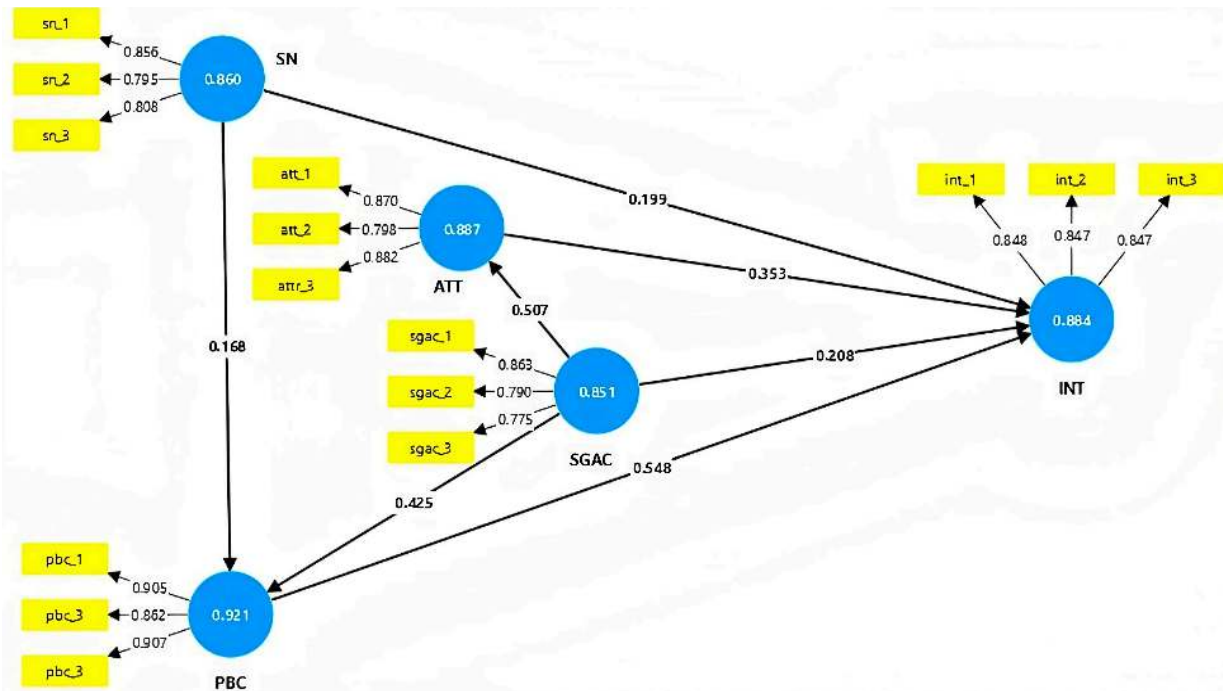 sn_1
0.856
SN
sn_2
0.795
0.860
0.808
sn_3
att_1
0.870
att_2
0.798
0.887
0.882
attr_3
ATT
int_1
int_2
int_3
0.848
0.847
0.847
0.884
INT
0.199
0.353
0.507
0.168
sgac_1
0.863
sgac_2
0.790
0.851
0.775
sgac_3
SGAC
0.208
0.548
0.425
pbc_1
0.905
pbc_3
0.862
0.921
0.907
pbc_3
PBC